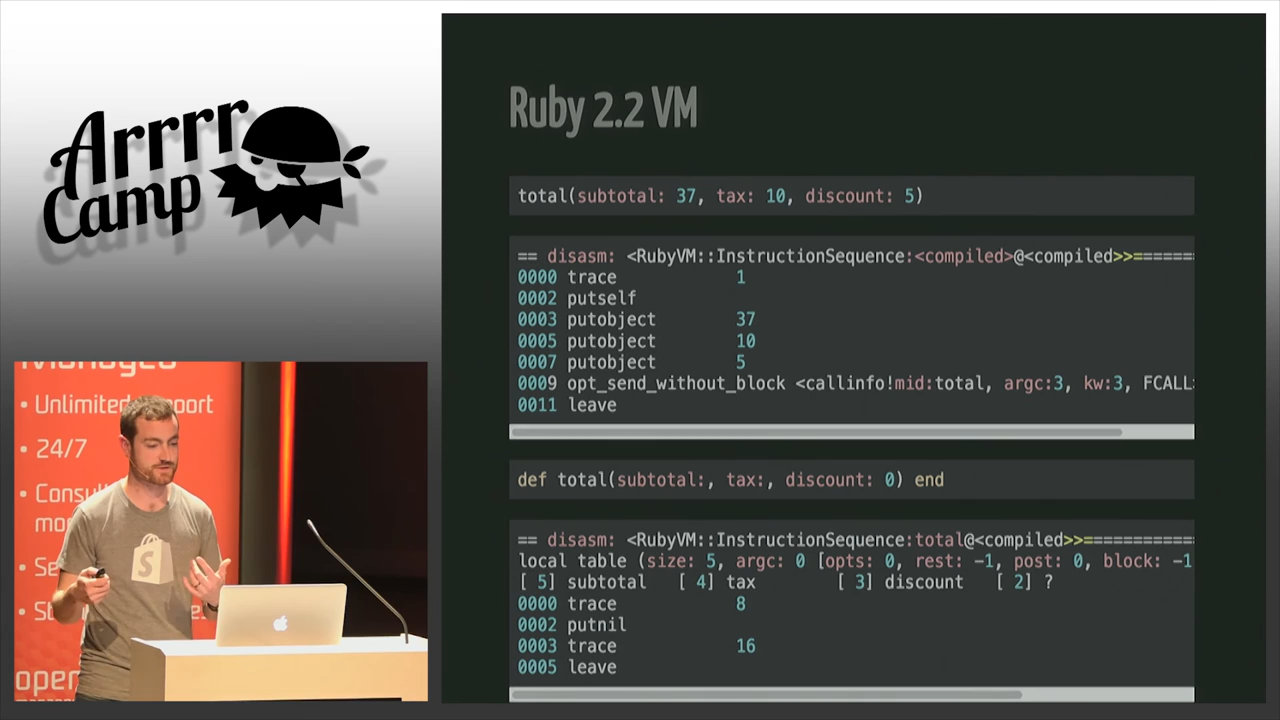 Arrrr
Camp
Managed
• Unlimited support
• 24/7
Ruby 2.2 VM
total(subtotal: 37, tax: 10, discount: 5)
== disasm: <RubyVM::InstructionSequence:<compiled>@<compiled>>======
0000 trace 1
0002 putself
0003 putobject 37
0005 putobject 10
0007 putobject 5
0009 opt_send_without_block <callinfo!mid:total, argc:3, kw:3, FCALL
0011 leave
def total(subtotal:, tax:, discount: 0) end
== disasm: <RubyVM::InstructionSequence:total@<compiled>>===========
local table (size: 5, argc: 0 [opts: 0, rest: -1, post: 0, block: -1
[ 5] subtotal [ 4] tax [ 3] discount [ 2] ?
0000 trace 8
0002 putnil
0003 trace 16
0005 leave